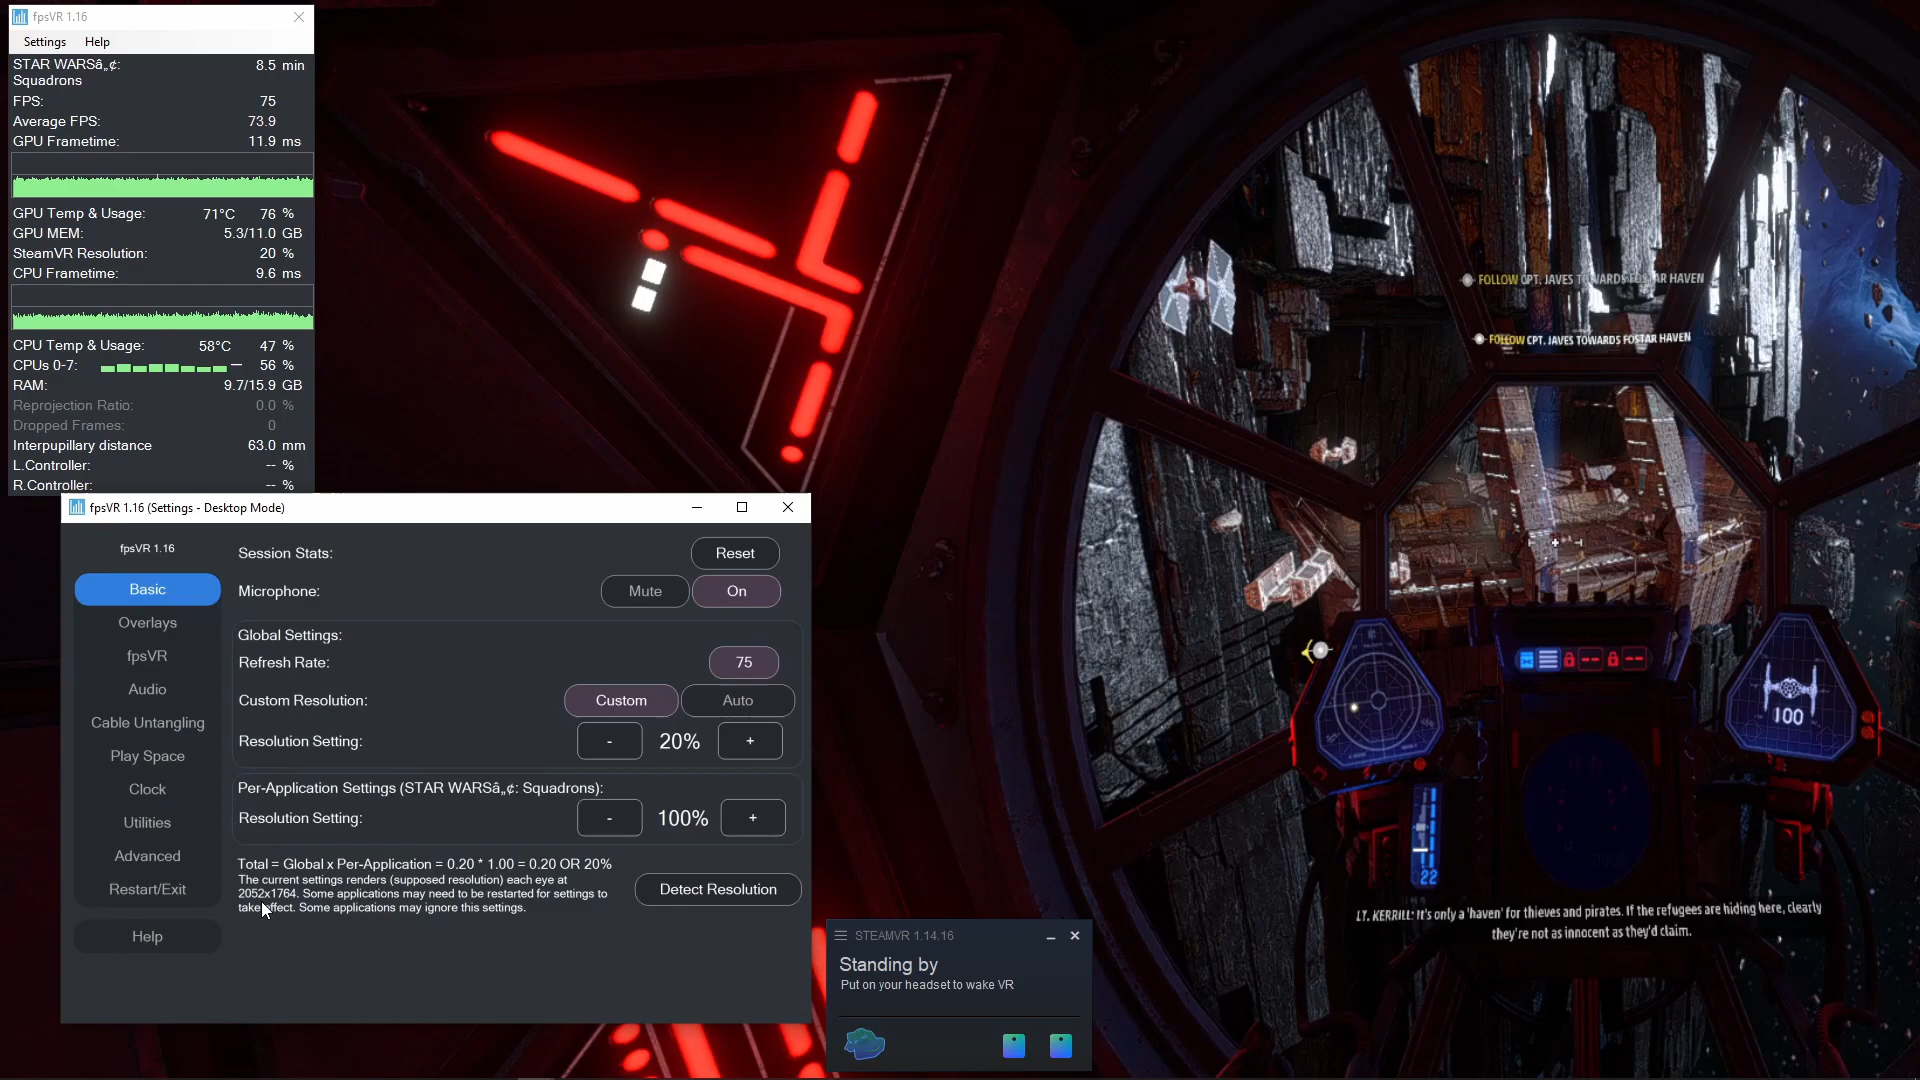 fpsVR 1.16
Settings Help
STAR WARSâ„¢: 8.5 min
Squadrons
FPS: 75
Average FPS: 73.9
GPU Frametime: 11.9 ms
GPU Temp & Usage: 71°C 76 %
GPU MEM: 5.3/11.0 GB
SteamVR Resolution: 20 %
CPU Frametime: 9.6 ms
CPU Temp & Usage: 58°C 47 %
CPUs 0-7: 56 %
RAM: 9.7/15.9 GB
Reprojection Ratio: 0.0 %
Dropped Frames: 0
Interpupillary distance 63.0 mm
L.Controller: -- %
R.Controller: -- %
fpsVR 1.16 (Settings - Desktop Mode)
fpsVR 1.16
Basic
Overlays
fpsVR
Audio
Cable Untangling
Play Space
Clock
Utilities
Advanced
Restart/Exit
Help
Session Stats: Reset
Microphone: Mute On
Global Settings:
Refresh Rate: 75
Custom Resolution: Custom Auto
Resolution Setting: - 20% +
Per-Application Settings (STAR WARSâ„¢: Squadrons):
Resolution Setting: - 100% +
Total = Global x Per-Application = 0.20 * 1.00 = 0.20 OR 20%
The current settings renders (supposed resolution) each eye at
2052x1764. Some applications may need to be restarted for settings to
take effect. Some applications may ignore this settings.
Detect Resolution
STEAMVR 1.14.16
Standing by
Put on your headset to wake VR
FOLLOW CPT. JAVES TOWARDS FOSTAR HAVEN
FOLLOW CPT. JAVES TOWARDS FOSTAR HAVEN
100
22
LT. KERRILL: It's only a 'haven' for thieves and pirates. If the refugees are hiding here, clearly
they're not as innocent as they'd claim.